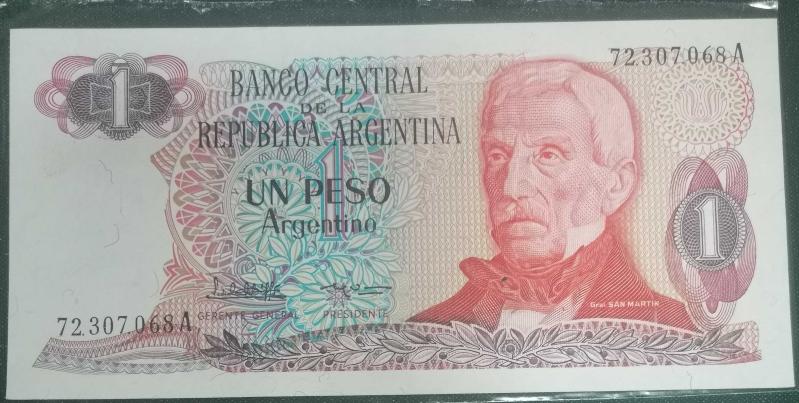 72.307.068 A
1
BANCO CENTRAL
DE LA
REPUBLICA ARGENTINA
1
UN PESO
Argentino
1
Gral SAN MARTIN
GERENTE GENERAL PRESIDENTE
72.307.068 A